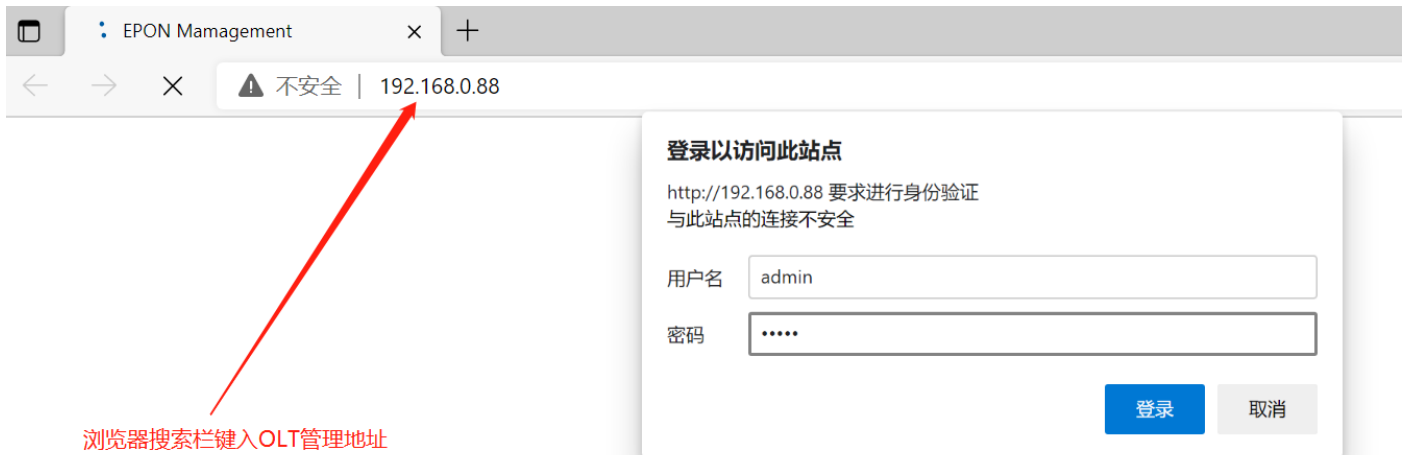 EPON Mamagement
不安全 | 192.168.0.88
登录以访问此站点
http://192.168.0.88 要求进行身份验证
与此站点的连接不安全
用户名 admin
密码 •••••
登录 取消
浏览器搜索栏键入OLT管理地址